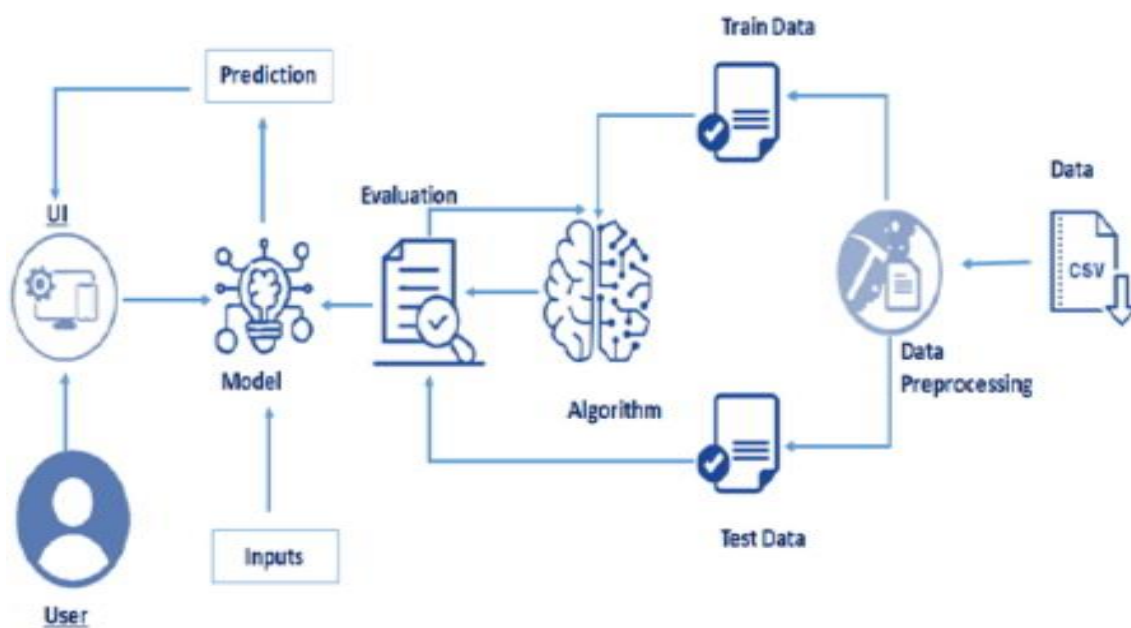 Train Data
Prediction
Data
Evaluation
UI
CSV
Data
Preprocessing
Model
Algorithm
Test Data
Inputs
User